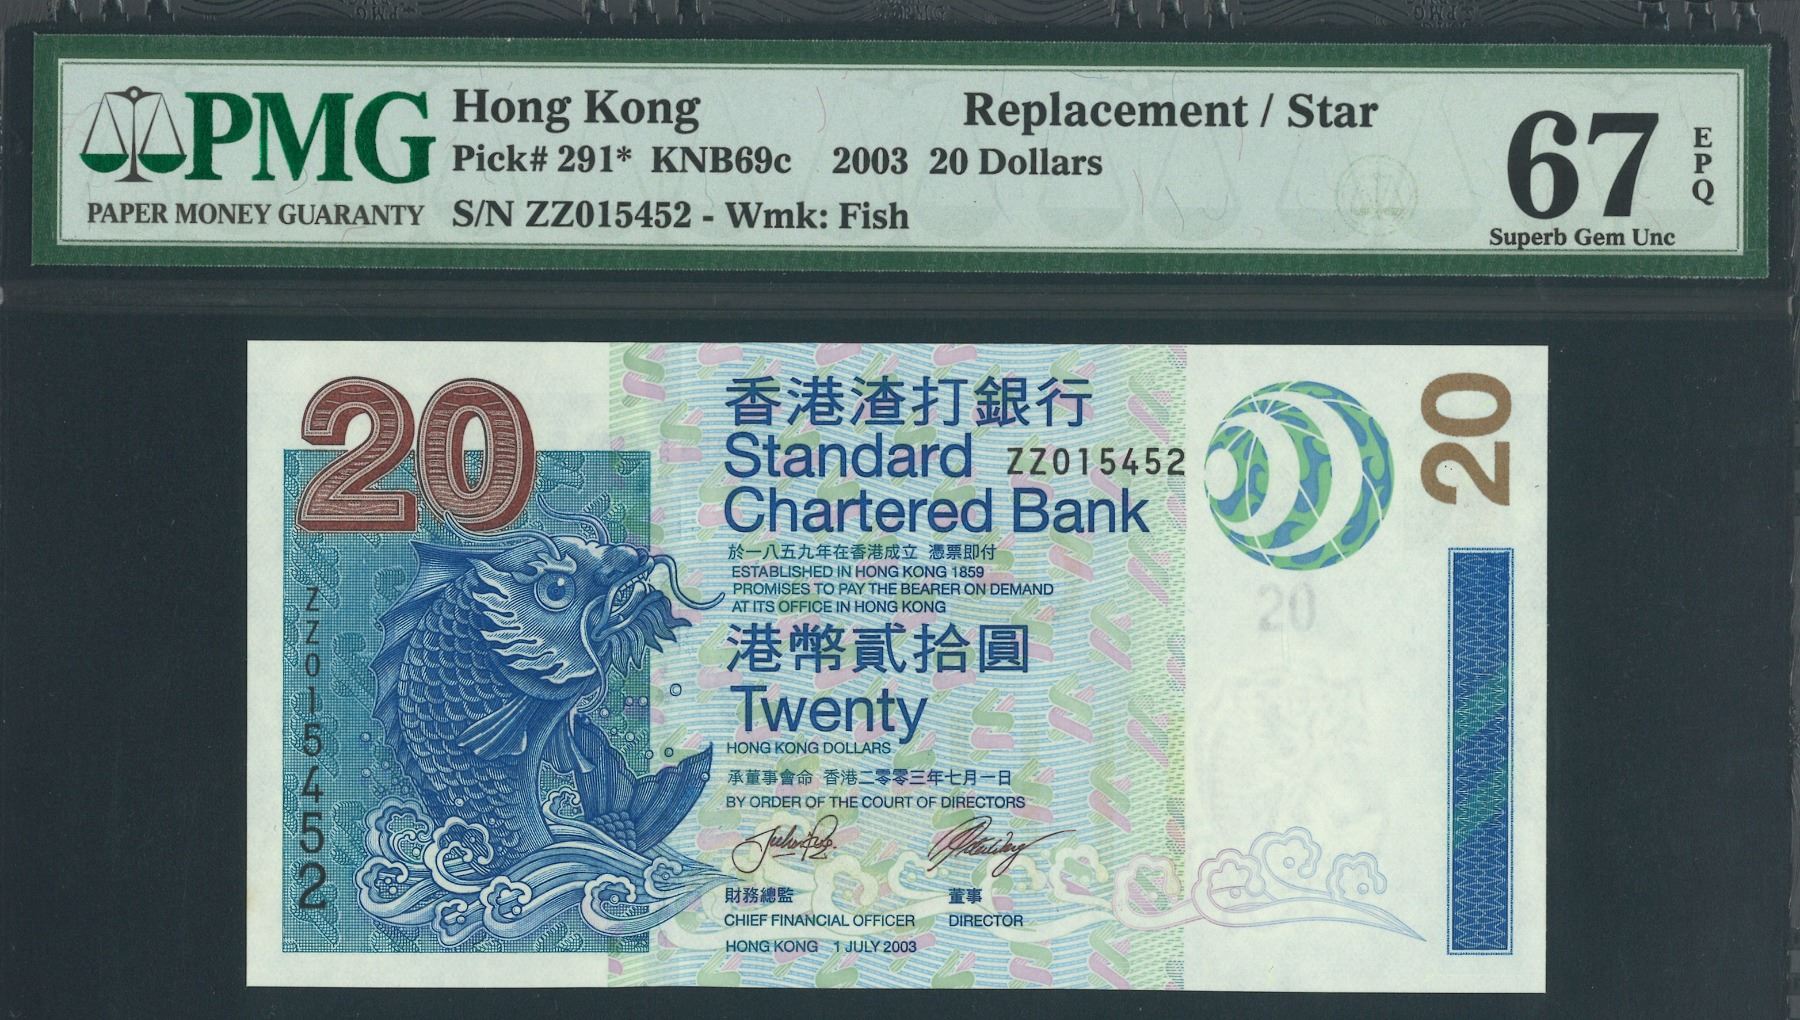 PMG
PAPER MONEY GUARANTY
Hong Kong Replacement / Star
Pick# 291* KNB69c 2003 20 Dollars
S/N ZZ015452 - Wmk: Fish
67
EPQ
Superb Gem Unc
20
20
香港渣打銀行
Standard
ZZ015452
Chartered Bank
於一八五九年在香港成立 憑票即付
ESTABLISHED IN HONG KONG 1859
PROMISES TO PAY THE BEARER ON DEMAND
AT ITS OFFICE IN HONG KONG
20
港幣貳拾圓
Twenty
HONG KONG DOLLARS
承董事會命 香港二零零三年七月一日
BY ORDER OF THE COURT OF DIRECTORS
財務總監 董事
CHIEF FINANCIAL OFFICER DIRECTOR
HONG KONG 1 JULY 2003
ZZ015452